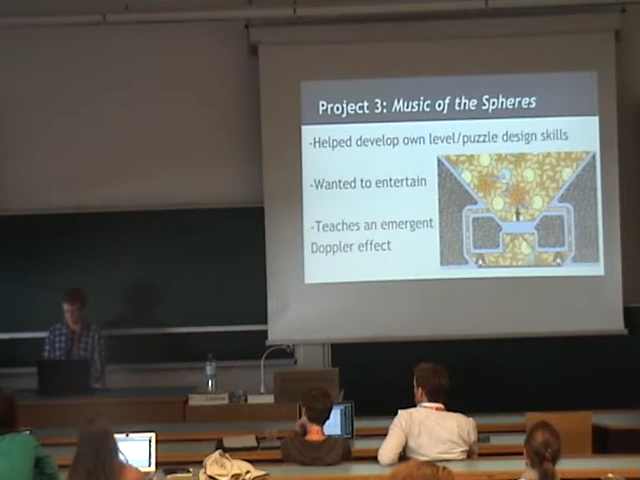 Project 3: Music of the Spheres
-Helped develop own level/puzzle design skills
-Wanted to entertain
-Teaches an emergent
Doppler effect